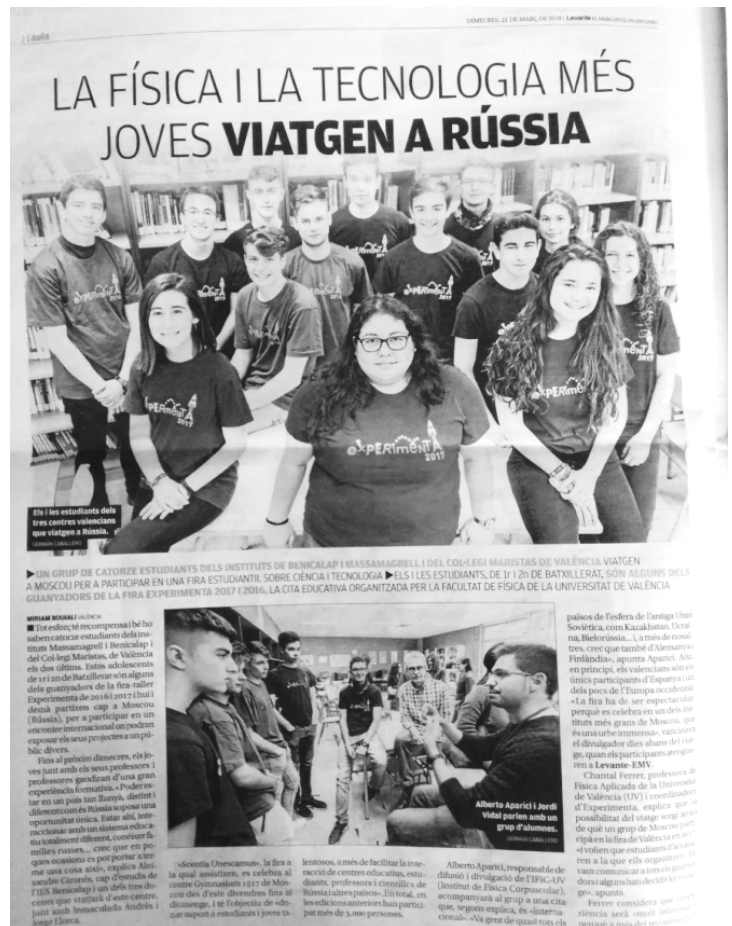 2 | aula
DIMECRES, 21 DE MARÇ DE 2018 | Levante EL MERCANTIL VALENCIANO
LA FÍSICA I LA TECNOLOGIA MÉS
JOVES VIATGEN A RÚSSIA
eXPERimENTA
2017
eXPERimENTA
2017
eXPERimENTA
2017
Els i les estudiants dels
tres centres valencians
que viatgen a Rússia.
GERMÁN CABALLERO
▶UN GRUP DE CATORZE ESTUDIANTS DELS INSTITUTS DE BENICALAP I MASSAMAGRELL I DEL COL·LEGI MARISTAS DE VALÈNCIA VIATGEN
A MOSCOU PER A PARTICIPAR EN UNA FIRA ESTUDIANTIL SOBRE CIÈNCIA I TECNOLOGIA ▶ELS I LES ESTUDIANTS, DE 1r I 2n DE BATXILLERAT, SÓN ALGUNS DELS
GUANYADORS DE LA FIRA EXPERIMENTA 2017 I 2016, LA CITA EDUCATIVA ORGANITZADA PER LA FACULTAT DE FÍSICA DE LA UNIVERSITAT DE VALÈNCIA
MIRIAM BOUIALI VALÈNCIA
■ Tot esforç té recompensa i bé ho
saben catorze estudiants dels ins-
tituts Massamagrell i Benicalap i
del Col·legi Maristas, de València
els dos últims. Estus adolescents
de 1r i 2n de Batxillerat són alguns
dels guanyadors de la fira-taller
Experimenta de 2016 i 2017 i hui i
demà partixen cap a Moscou
(Rússia), per a participar en un
encontre internacional on podran
exposar els seus projectes a un pú-
blic divers.
Fins al pròxim dimecres, els jo-
ves junt amb els seus professors i
professores gaudiran d'una gran
experiència formativa. «Poder es-
tar en un país tan llunyà, distint i
diferent com és Rússia suposa una
oportunitat única. Estar ahí, inte-
raccionar amb un sistema educa-
tiu totalment diferent, conéixer fa-
mílies russes... crec que en po-
ques ocasions es pot portar a ter-
me una cosa així», explica Alei-
xandre Garonés, cap d'estudis de
l'IES Benicalap i un dels tres do-
cents que viatjarà d'este centre,
junt amb Inmaculada Andrés i
Jorge Llorca.
Alberto Aparici i Jordi
Vidal parlen amb un
grup d'alumnes.
GERMÁN CABALLERO
«Scientia Unescamus», la fira a
la qual assistixen, es celebra al
centre Gymnasium 1527 de Mos-
cou des d'este divendres fins al
diumenge, i té l'objectiu de «do-
nar suport a estudiants i joves ta-
lentosos, a més de facilitar la inte-
racció de centres educatius, estu-
diants, professors i científics de
Rússia i altres països». En total, en
les edicions anteriors han partici-
pat més de 3.000 persones.
Alberto Aparici, responsable de
difusió i divulgació de l'IFIC-UV
(Institut de Física Corpuscular),
acompanyarà al grup a una cita
que, segons explica, és «interna-
cional». «Va gent de quasi tots els
països de l'esfera de l'antiga Unió
Soviètica, com Kazakhstan, Ucraï-
na, Bielorússia... i, a més de nosal-
tres, crec que també d'Alemanya i
Finlàndia», apunta Aparici. Així,
en principi, els valencians són els
únics participants d'Espanya i un
dels pocs de l'Europa occidental.
«La fira ha de ser espectacular
perquè es celebra en un dels ins-
tituts més grans de Moscou, que
és una urbe immensa», vaticinava
el divulgador dies abans del viat-
ge, quan els participants atengue-
ren a Levante-EMV.
Chantal Ferrer, professora de
Física Aplicada de la Universitat
de València (UV) i coordinadora
d'Experimenta, explica que la
possibilitat del viatge sorgí arran
de què un grup de Moscou parti-
cipà en la fira de València en 2017
«i volien que estudiants d'ací
ren a la que ells organitzen.
dors i alguns han decidit
go», apunta.
Ferrer considera que l'expe-
riència serà «molt